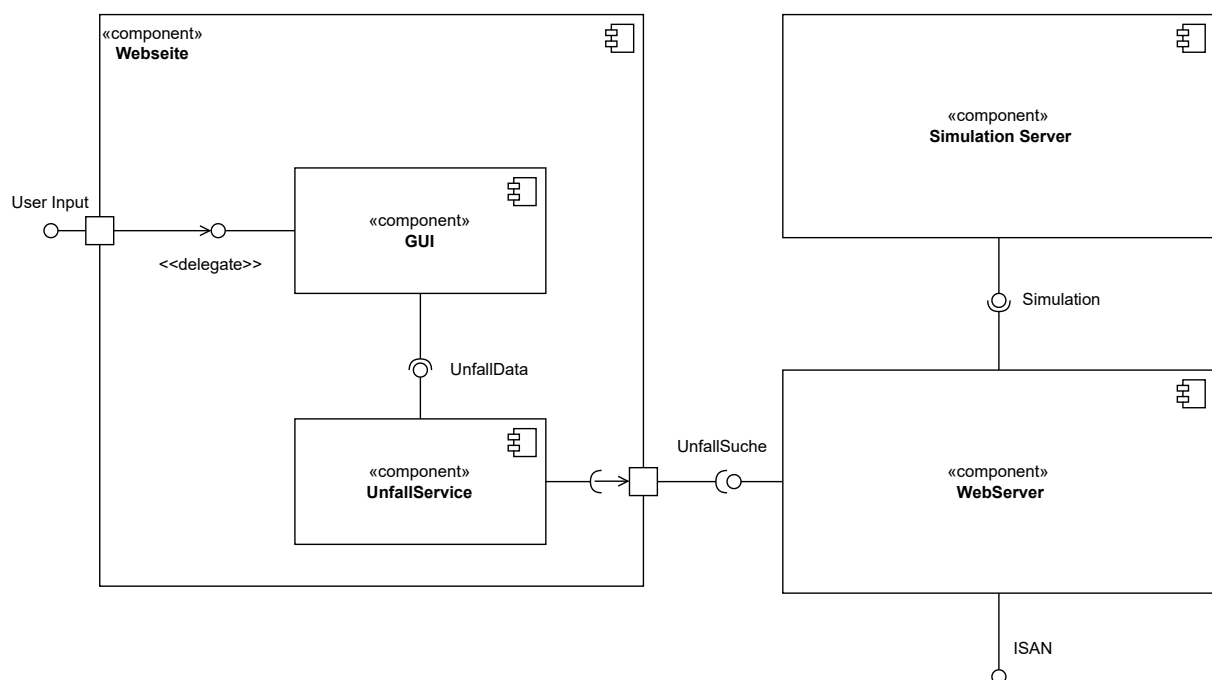 «component»
Webseite
User Input
<<delegate>>
«component»
GUI
UnfallData
«component»
UnfallService
UnfallSuche
«component»
Simulation Server
Simulation
«component»
WebServer
ISAN